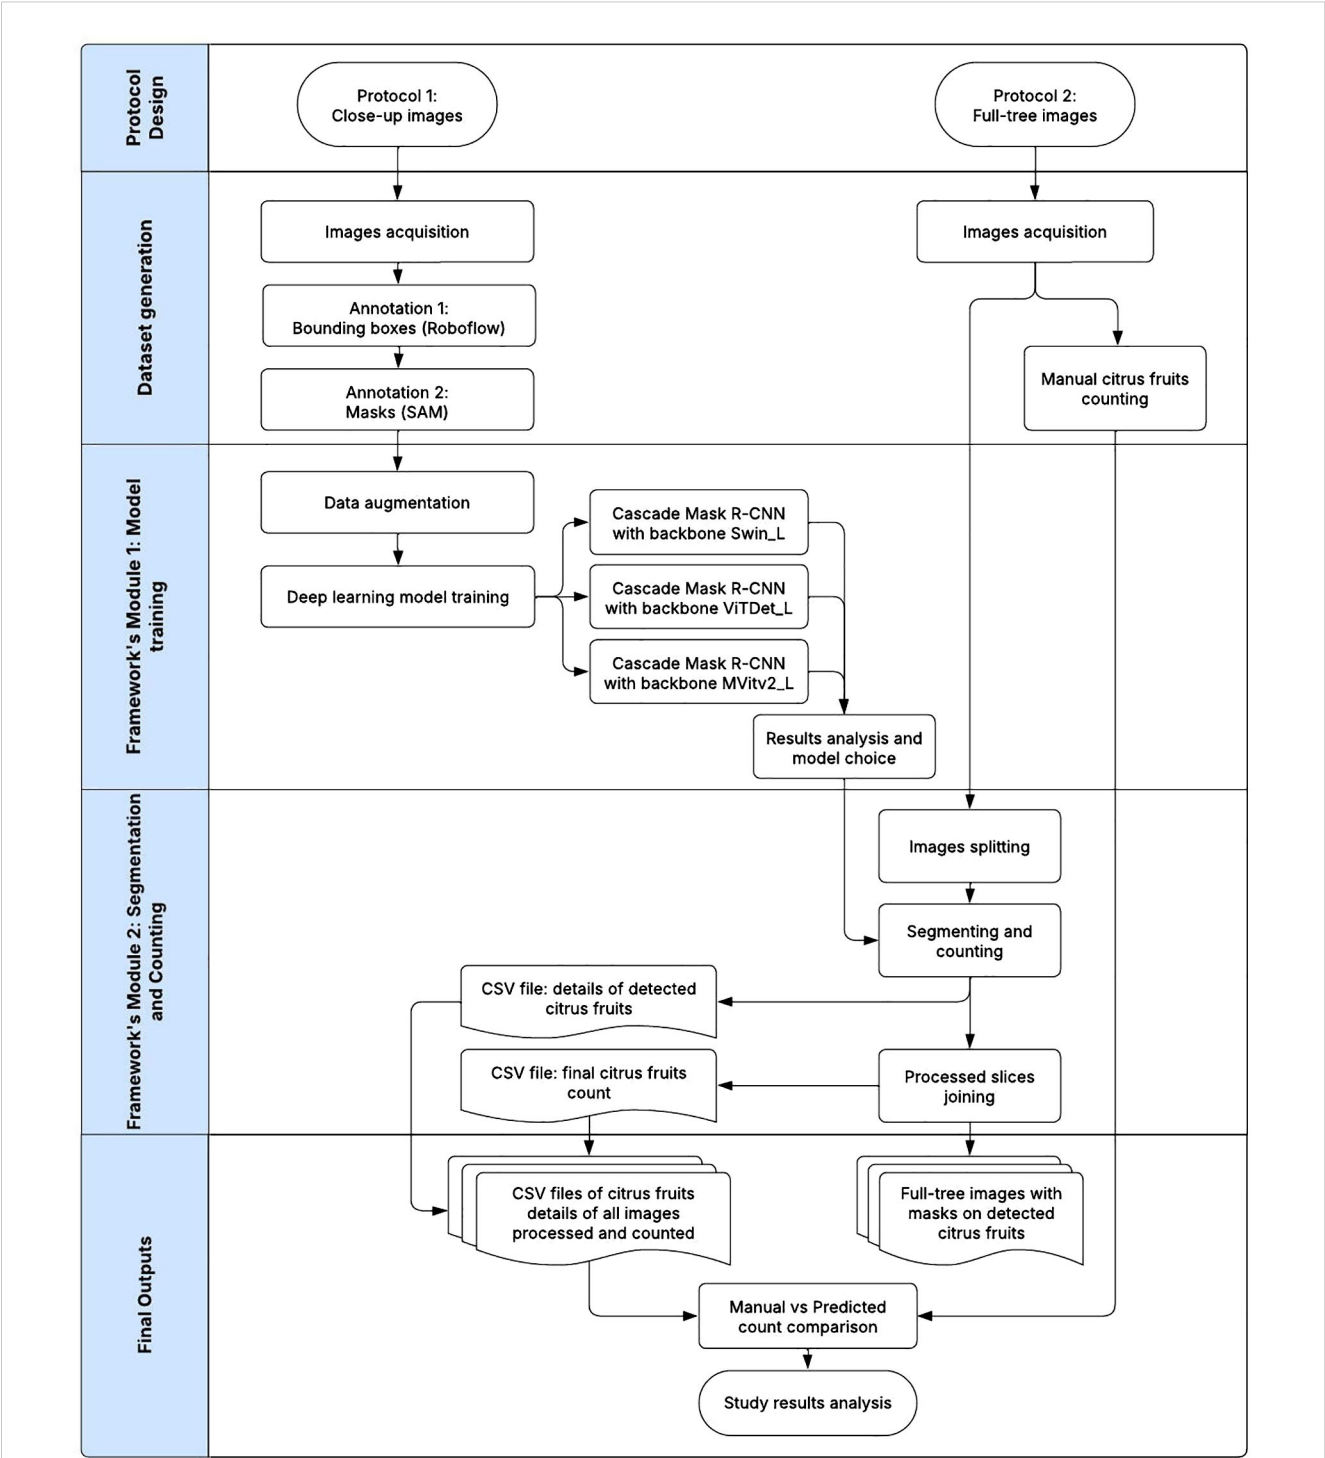 Protocol
Design
Protocol 1:
Close-up images
Protocol 2:
Full-tree images
Dataset generation
Images acquisition
Images acquisition
Annotation 1:
Bounding boxes (Roboflow)
Manual citrus fruits
counting
Annotation 2:
Masks (SAM)
Framework's Module 1: Model
training
Data augmentation
Cascade Mask R-CNN
with backbone Swin_L
Deep learning model training
Cascade Mask R-CNN
with backbone ViTDet_L
Cascade Mask R-CNN
with backbone MVitv2_L
Results analysis and
model choice
Framework's Module 2: Segmentation
and Counting
Images splitting
Segmenting and
counting
CSV file: details of detected
citrus fruits
CSV file: final citrus fruits
count
Processed slices
joining
Final Outputs
CSV files of citrus fruits
details of all images
processed and counted
Full-tree images with
masks on detected
citrus fruits
Manual vs Predicted
count comparison
Study results analysis